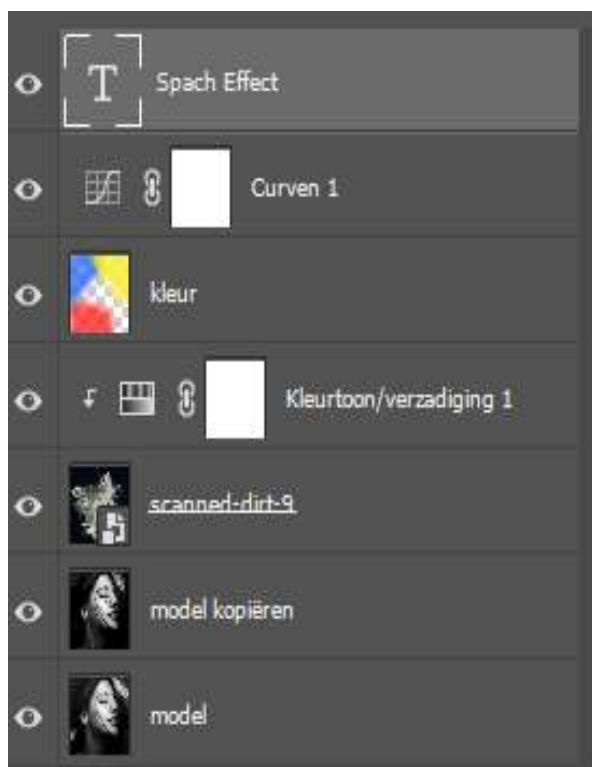 T
Spach Effect
Curven 1
kleur
Kleurtoon/verzadiging 1
scanned-dirt-9
model kopiëren
model